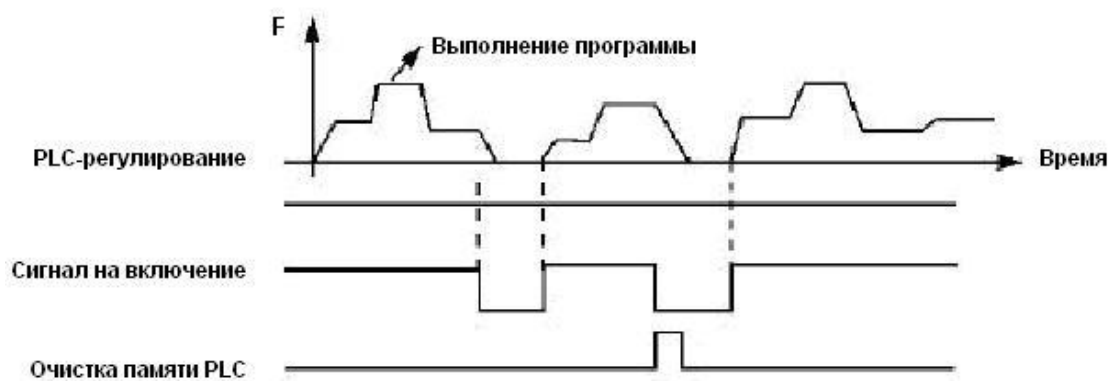 F
Выполнение программы
PLC-регулирование
Время
Сигнал на включение
Очистка памяти PLC